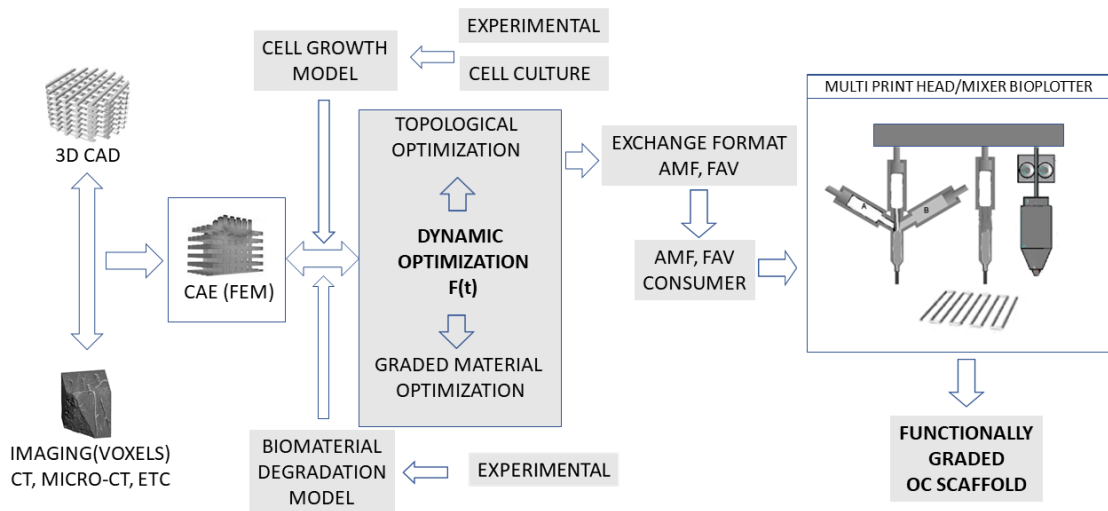 EXPERIMENTAL
CELL CULTURE
CELL GROWTH
MODEL
3D CAD
IMAGING(VOXELS)
CT, MICRO-CT, ETC
CAE (FEM)
TOPOLOGICAL
OPTIMIZATION
DYNAMIC
OPTIMIZATION
F(t)
GRADED MATERIAL
OPTIMIZATION
BIOMATERIAL
DEGRADATION
MODEL
EXPERIMENTAL
EXCHANGE FORMAT
AMF, FAV
AMF, FAV
CONSUMER
MULTI PRINT HEAD/MIXER BIOPLOTTER
A
B
FUNCTIONALLY
GRADED
OC SCAFFOLD